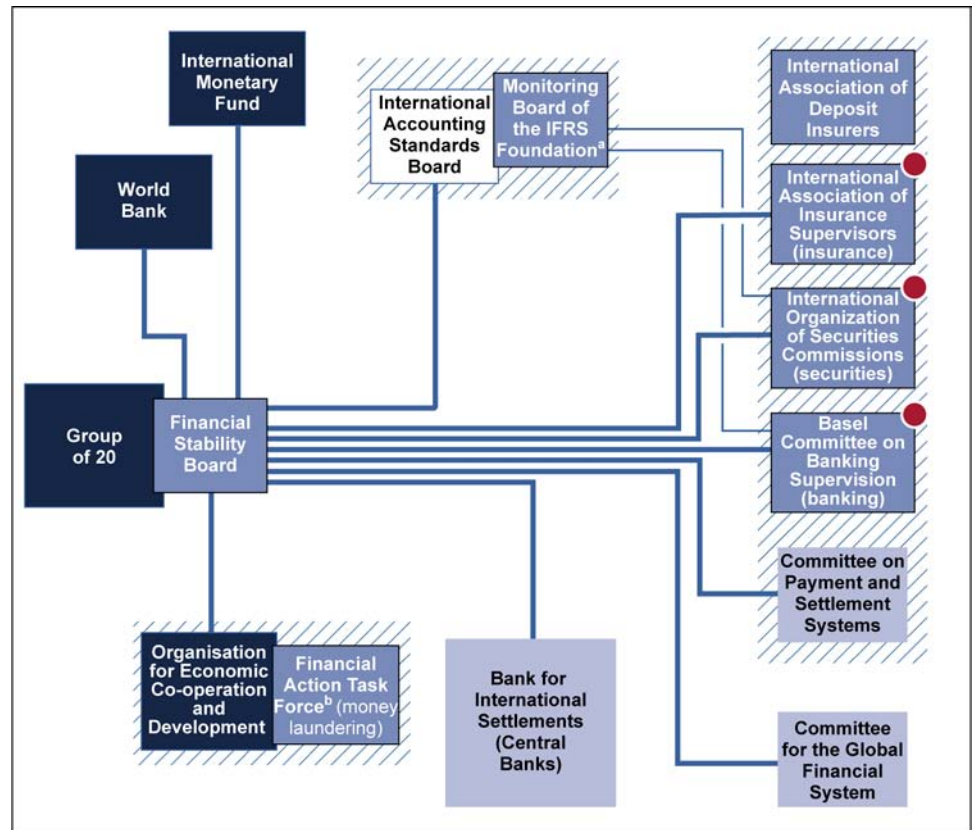 International
Monetary
Fund
World
Bank
International
Accounting
Standards
Board
Monitoring
Board of
the IFRS
Foundationᵃ
International
Association of
Deposit
Insurers
International
Association of
Insurance
Supervisors
(insurance)
International
Organization
of Securities
Commissions
(securities)
Group
of 20
Financial
Stability
Board
Basel
Committee on
Banking
Supervision
(banking)
Committee on
Payment and
Settlement
Systems
Organisation
for Economic
Co-operation
and
Development
Financial
Action Task
Forceᵇ (money
laundering)
Bank for
International
Settlements
(Central
Banks)
Committee
for the Global
Financial
System